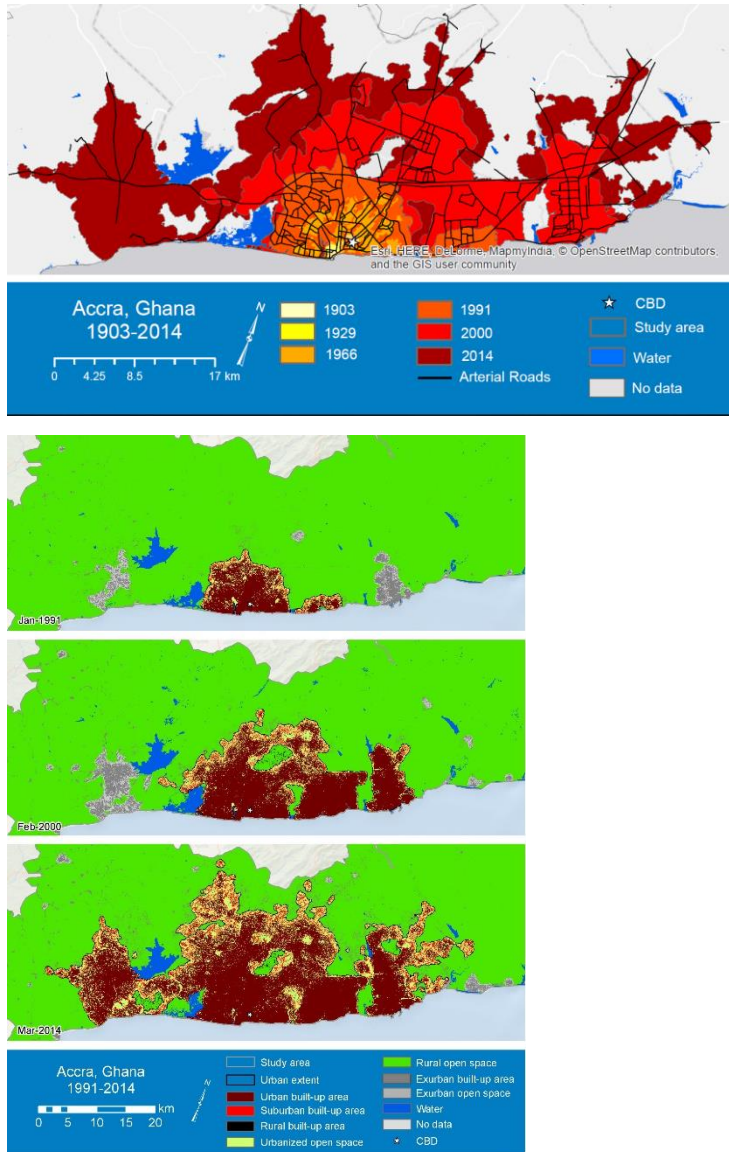 Esri, HERE, DeLorme, MapmyIndia, © OpenStreetMap contributors,
and the GIS user community
Accra, Ghana
1903-2014
0 4.25 8.5 17 km
N
1903
1929
1966
1991
2000
2014
Arterial Roads
CBD
Study area
Water
No data
Jan-1991
Feb-2000
Mar-2014
Accra, Ghana
1991-2014
km
0 5 10 15 20
N
Study area
Urban extent
Urban built-up area
Suburban built-up area
Rural built-up area
Urbanized open space
Rural open space
Exurban built-up area
Exurban open space
Water
No data
CBD